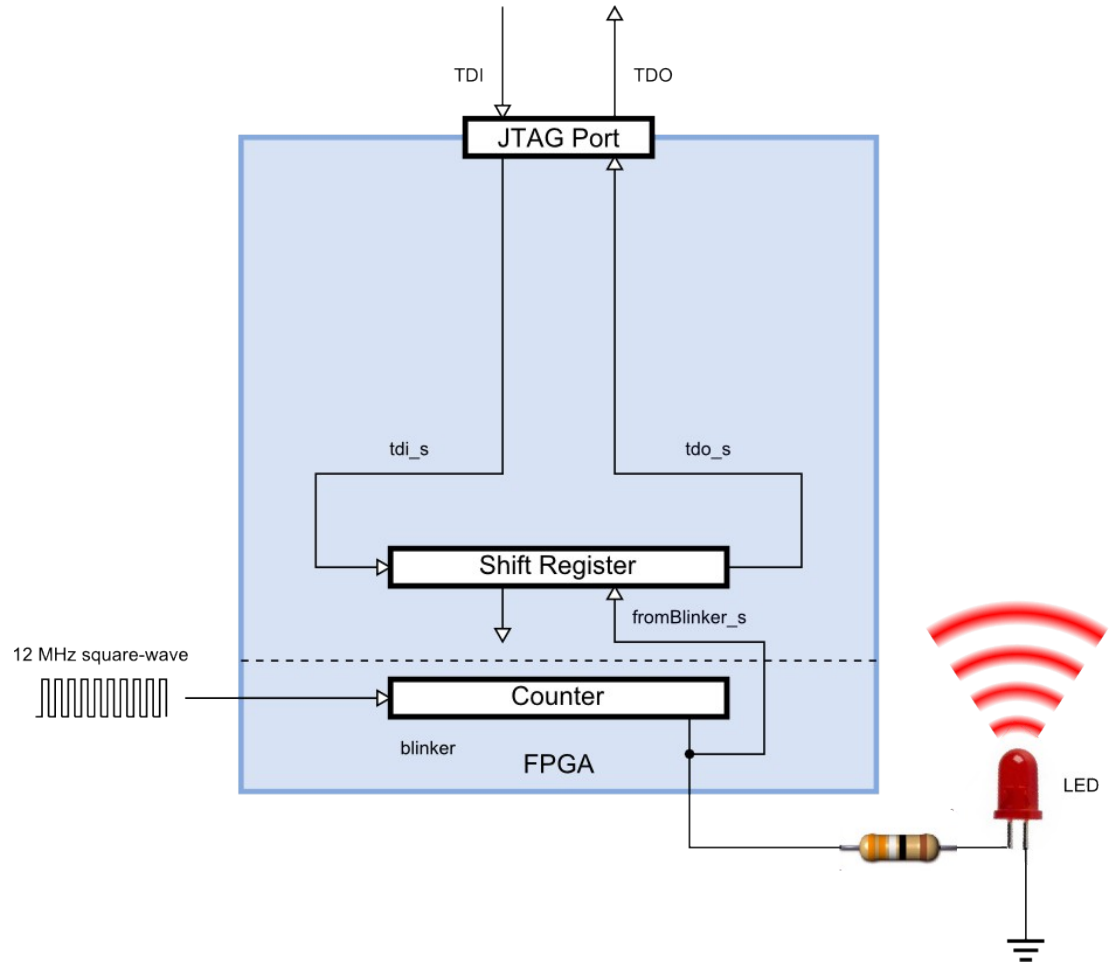 TDI
TDO
JTAG Port
tdi_s
tdo_s
Shift Register
fromBlinker_s
12 MHz square-wave
Counter
blinker
FPGA
LED